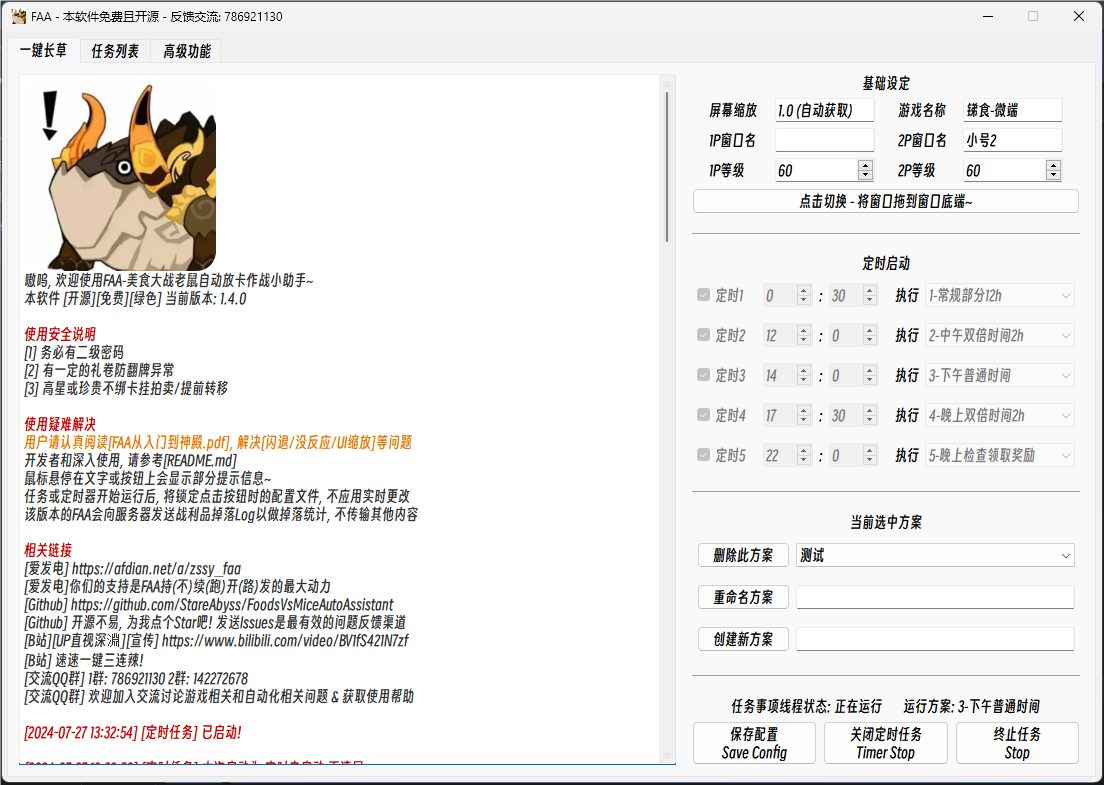 FAA - 本软件免费且开源 - 反馈交流: 786921130
一键长草 任务列表 高级功能
嗷呜, 欢迎使用FAA-美食大战老鼠自动放卡作战小助手~
本软件 [开源][免费][绿色] 当前版本: 1.4.0
使用安全说明
[1] 务必有二级密码
[2] 有一定的礼卷防翻牌异常
[3] 高星或珍贵不绑卡挂拍卖/提前转移
使用疑难解决
用户请认真阅读[FAA从入门到神殿.pdf], 解决[闪退/没反应/UI缩放]等问题
开发者和深入使用, 请参考[README.md]
鼠标悬停在文字或按钮上会显示部分提示信息~
任务或定时器开始运行后, 将锁定点击按钮时的配置文件, 不应用实时更改
该版本的FAA会向服务器发送战利品掉落Log以做掉落统计, 不传输其他内容
相关链接
[爱发电] https://afdian.net/a/zssy_faa
[爱发电]你们的支持是FAA持(不)续(跑)开(路)发的最大动力
[Github] https://github.com/StareAbyss/FoodsVsMiceAutoAssistant
[Github] 开源不易, 为我点个Star吧! 发送Issues是最有效的问题反馈渠道
[B站][UP直视深淵][宣传] https://www.bilibili.com/video/BV1fS421N7zf
[B站] 速速一键三连辣!
[交流QQ群] 1群: 786921130 2群: 142272678
[交流QQ群] 欢迎加入交流讨论游戏相关和自动化相关问题 & 获取使用帮助
[2024-07-27 13:32:54] [定时任务] 已启动!
基础设定
屏幕缩放 1.0 (自动获取) 游戏名称 锑食-微端
1P窗口名 2P窗口名 小号2
1P等级 60 2P等级 60
点击切换 - 将窗口拖到窗口底端~
定时启动
定时1 0 : 30 执行 1-常规部分12h
定时2 12 : 0 执行 2-中午双倍时间2h
定时3 14 : 0 执行 3-下午普通时间
定时4 17 : 30 执行 4-晚上双倍时间2h
定时5 22 : 0 执行 5-晚上检查领取奖励
当前选中方案
删除此方案 测试
重命名方案
创建新方案
任务事项线程状态: 正在运行 运行方案: 3-下午普通时间
保存配置 关闭定时任务 终止任务
Save Config Timer Stop Stop